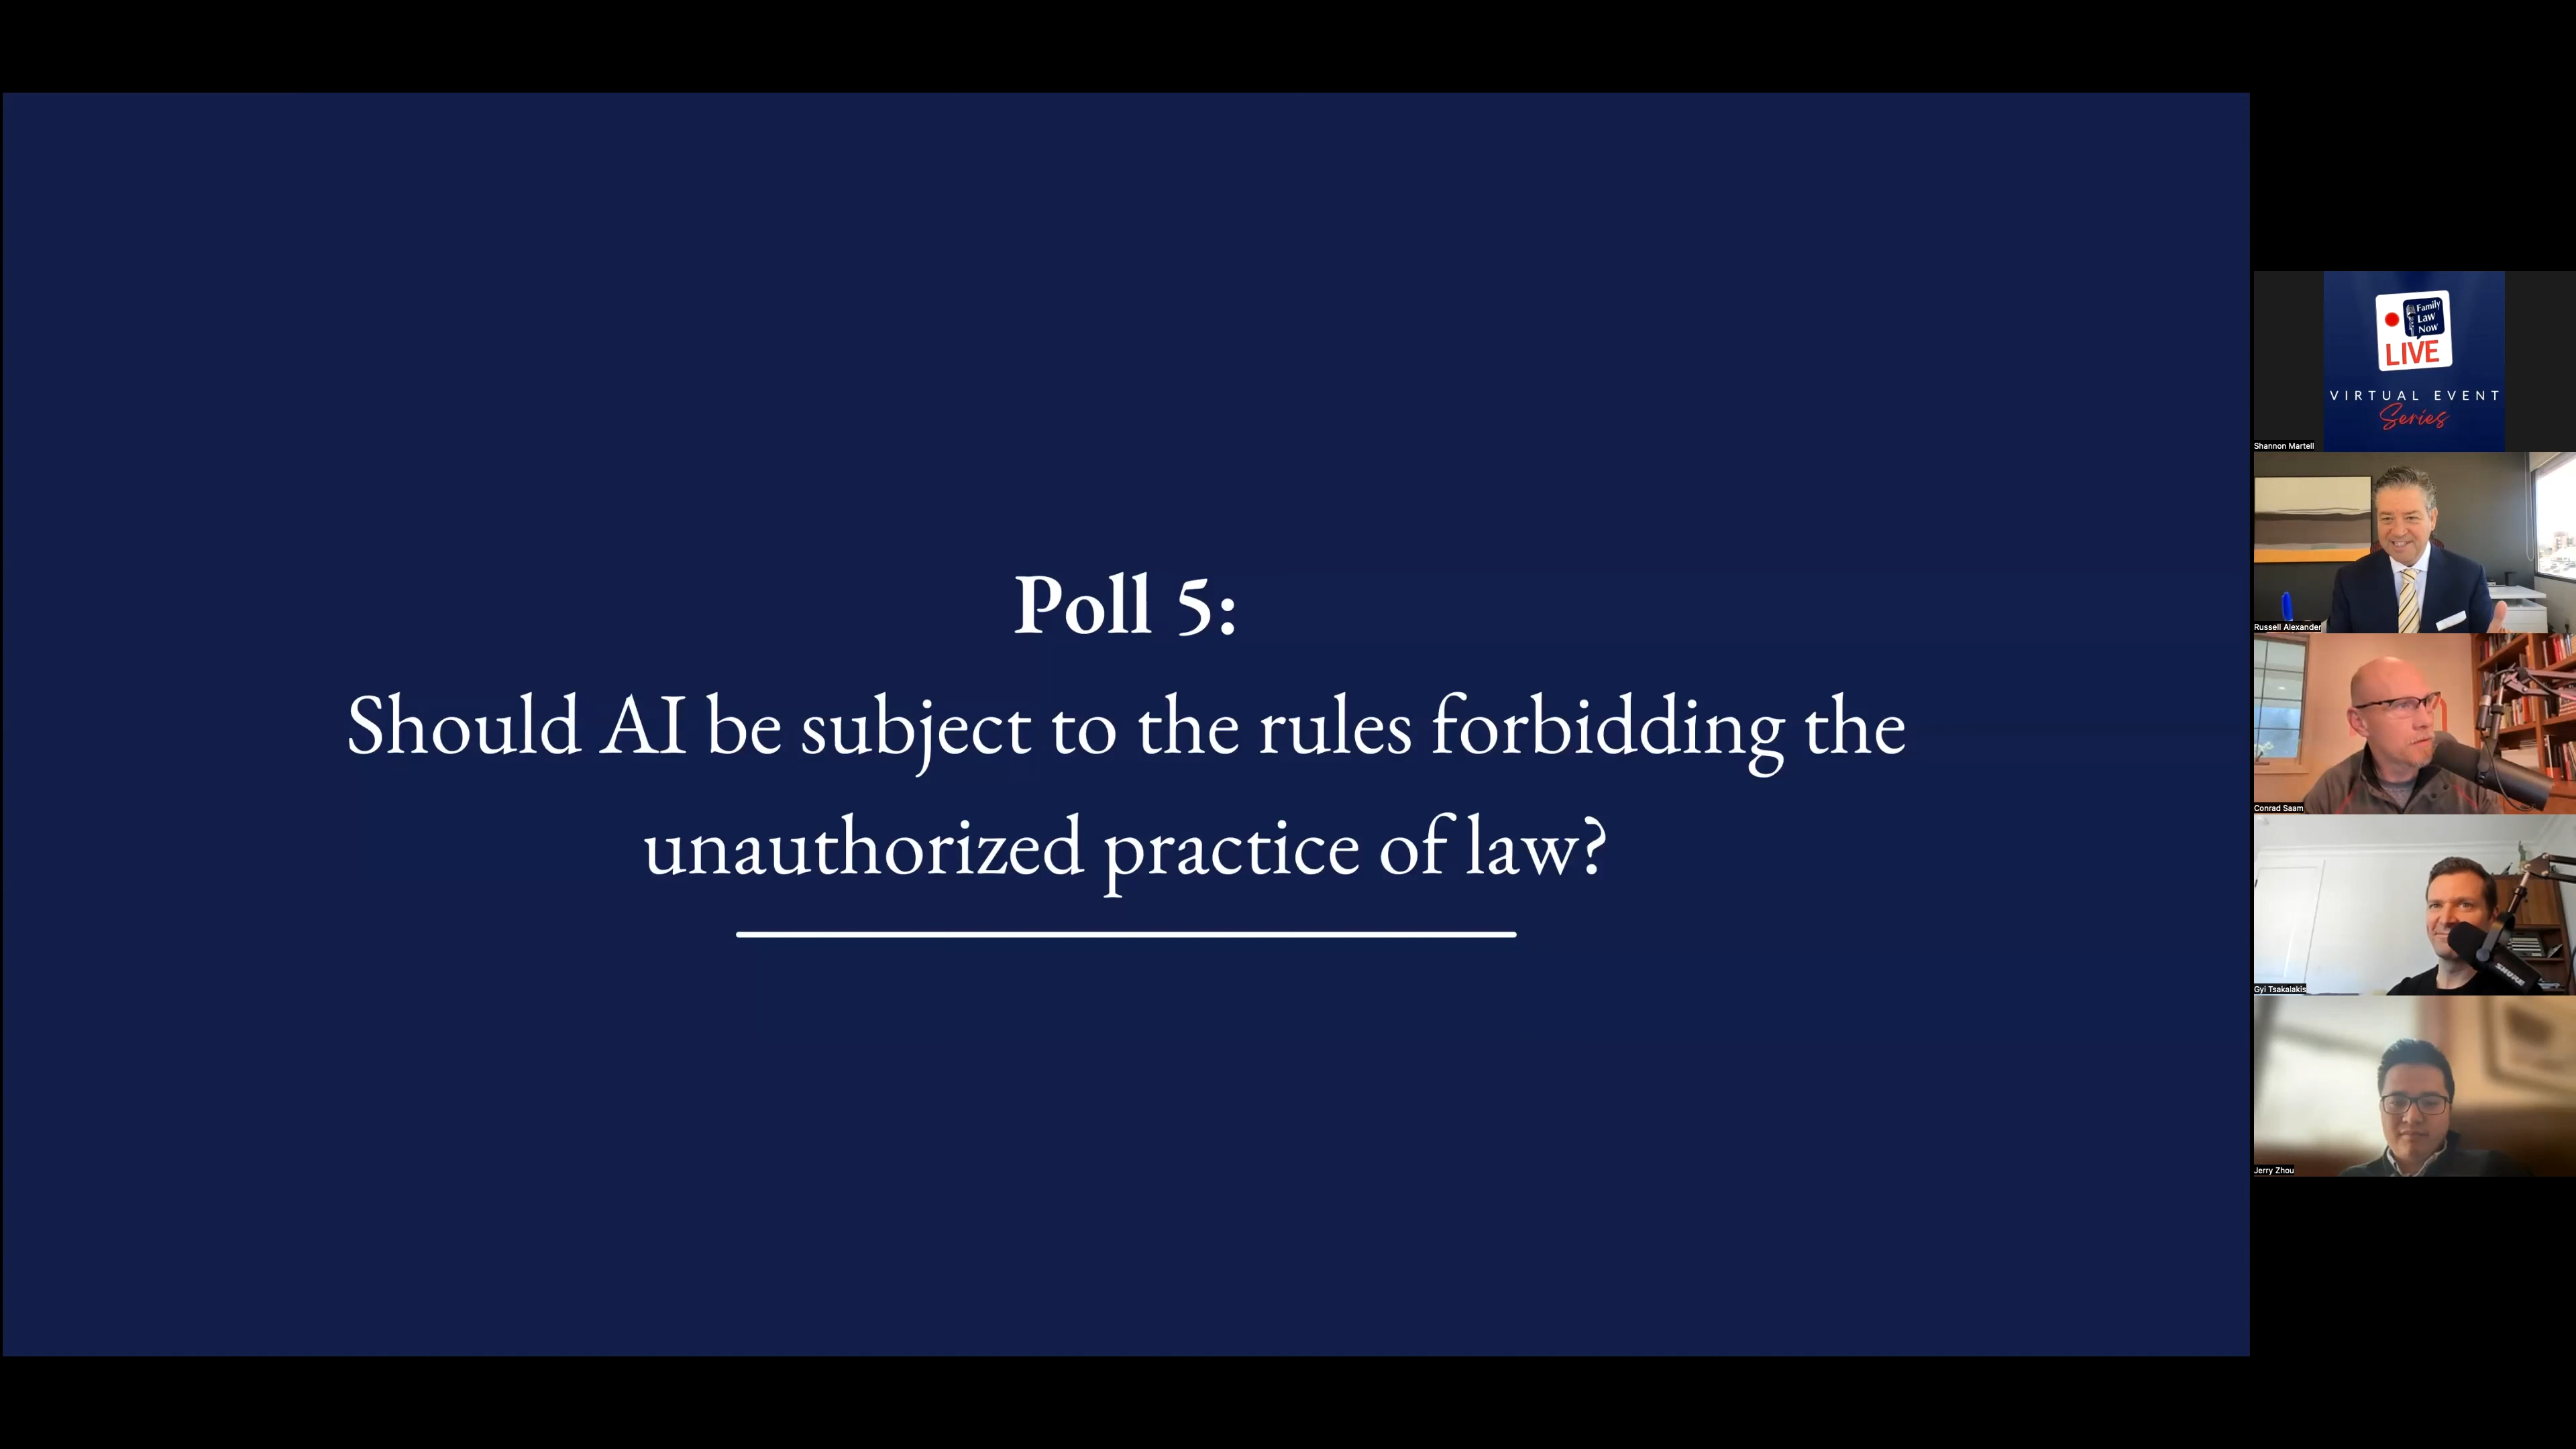 Poll 5:
Should AI be subject to the rules forbidding the
unauthorized practice of law?
Family
Law
Now
LIVE
VIRTUAL EVENT
Series
Shannon Martell
Russell Alexander
Conrad Saam
Gyi Tsakalakis
SHURE
Jerry Zhou